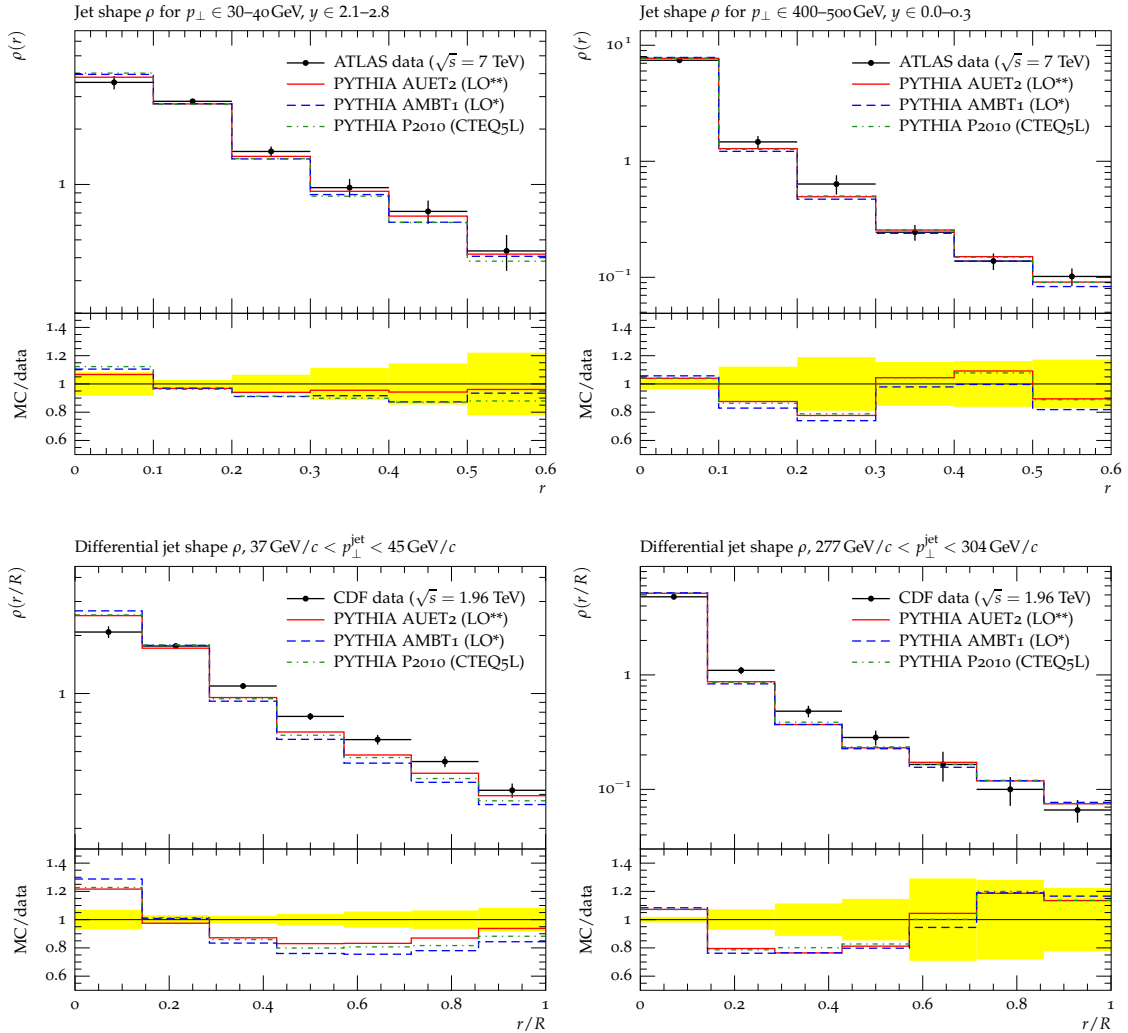 Jet shape ρ for p⊥ ∈ 30–40 GeV, y ∈ 2.1–2.8
ρ(r)
1
ATLAS data (√s = 7 TeV)
PYTHIA AUET2 (LO**)
PYTHIA AMBT1 (LO*)
PYTHIA P2010 (CTEQ5L)
MC/data
1.4
1.2
1
0.8
0.6
0 0.1 0.2 0.3 0.4 0.5 0.6
r
Jet shape ρ for p⊥ ∈ 400–500 GeV, y ∈ 0.0–0.3
ρ(r)
10¹
1
10⁻¹
ATLAS data (√s = 7 TeV)
PYTHIA AUET2 (LO**)
PYTHIA AMBT1 (LO*)
PYTHIA P2010 (CTEQ5L)
MC/data
1.4
1.2
1
0.8
0.6
0 0.1 0.2 0.3 0.4 0.5 0.6
r
Differential jet shape ρ, 37 GeV/c < p⊥^jet < 45 GeV/c
ρ(r/R)
1
CDF data (√s = 1.96 TeV)
PYTHIA AUET2 (LO**)
PYTHIA AMBT1 (LO*)
PYTHIA P2010 (CTEQ5L)
MC/data
1.4
1.2
1
0.8
0.6
0 0.2 0.4 0.6 0.8 1
r/R
Differential jet shape ρ, 277 GeV/c < p⊥^jet < 304 GeV/c
ρ(r/R)
1
10⁻¹
CDF data (√s = 1.96 TeV)
PYTHIA AUET2 (LO**)
PYTHIA AMBT1 (LO*)
PYTHIA P2010 (CTEQ5L)
MC/data
1.4
1.2
1
0.8
0.6
0 0.2 0.4 0.6 0.8 1
r/R